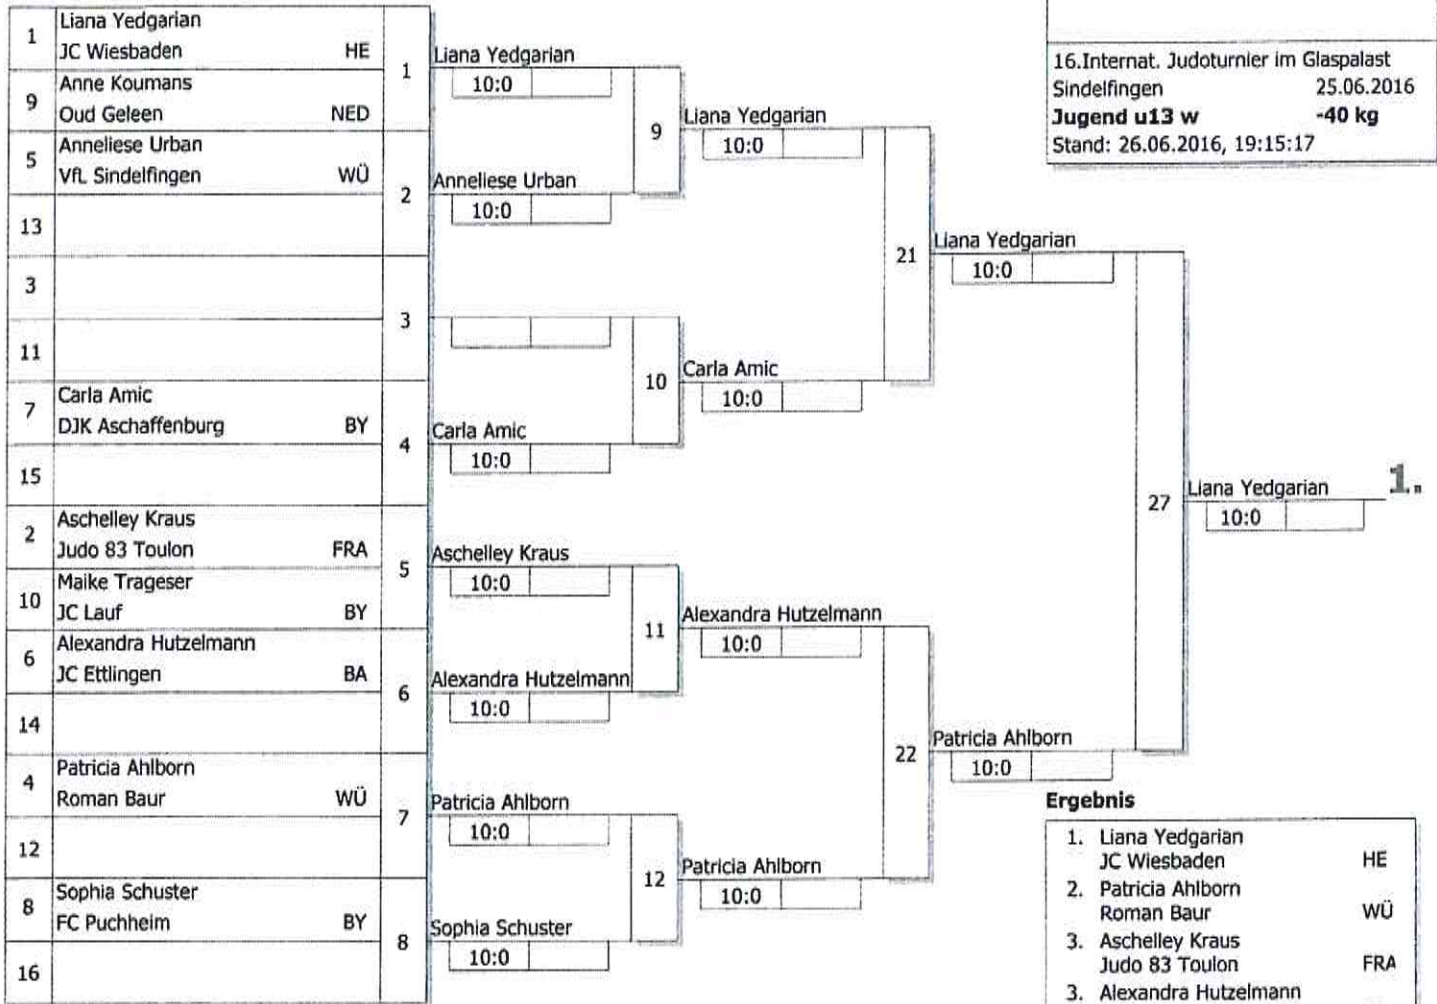 1 Liana Yedgarian
JC Wiesbaden HE
9 Anne Koumans
Oud Geleen NED
5 Anneliese Urban
VfL Sindelfingen WÜ
13
3
11
7 Carla Amic
DJK Aschaffenburg BY
15
2 Aschelley Kraus
Judo 83 Toulon FRA
10 Maike Trageser
JC Lauf BY
6 Alexandra Hutzelmann
JC Ettlingen BA
14
4 Patricia Ahlborn
Roman Baur WÜ
12
8 Sophia Schuster
FC Puchheim BY
16
1
Liana Yedgarian
10:0
2
Anneliese Urban
10:0
3
4
Carla Amic
10:0
5
Aschelley Kraus
10:0
6
Alexandra Hutzelmann
10:0
7
Patricia Ahlborn
10:0
8
Sophia Schuster
10:0
9
Liana Yedgarian
10:0
10
Carla Amic
10:0
11
Alexandra Hutzelmann
10:0
12
Patricia Ahlborn
10:0
21
Liana Yedgarian
10:0
22
Patricia Ahlborn
10:0
27
Liana Yedgarian 1.
10:0
16.Internat. Judoturnier im Glaspalast
Sindelfingen 25.06.2016
Jugend u13 w -40 kg
Stand: 26.06.2016, 19:15:17
Ergebnis
1. Liana Yedgarian
JC Wiesbaden HE
2. Patricia Ahlborn
Roman Baur WÜ
3. Aschelley Kraus
Judo 83 Toulon FRA
3. Alexandra Hutzelmann